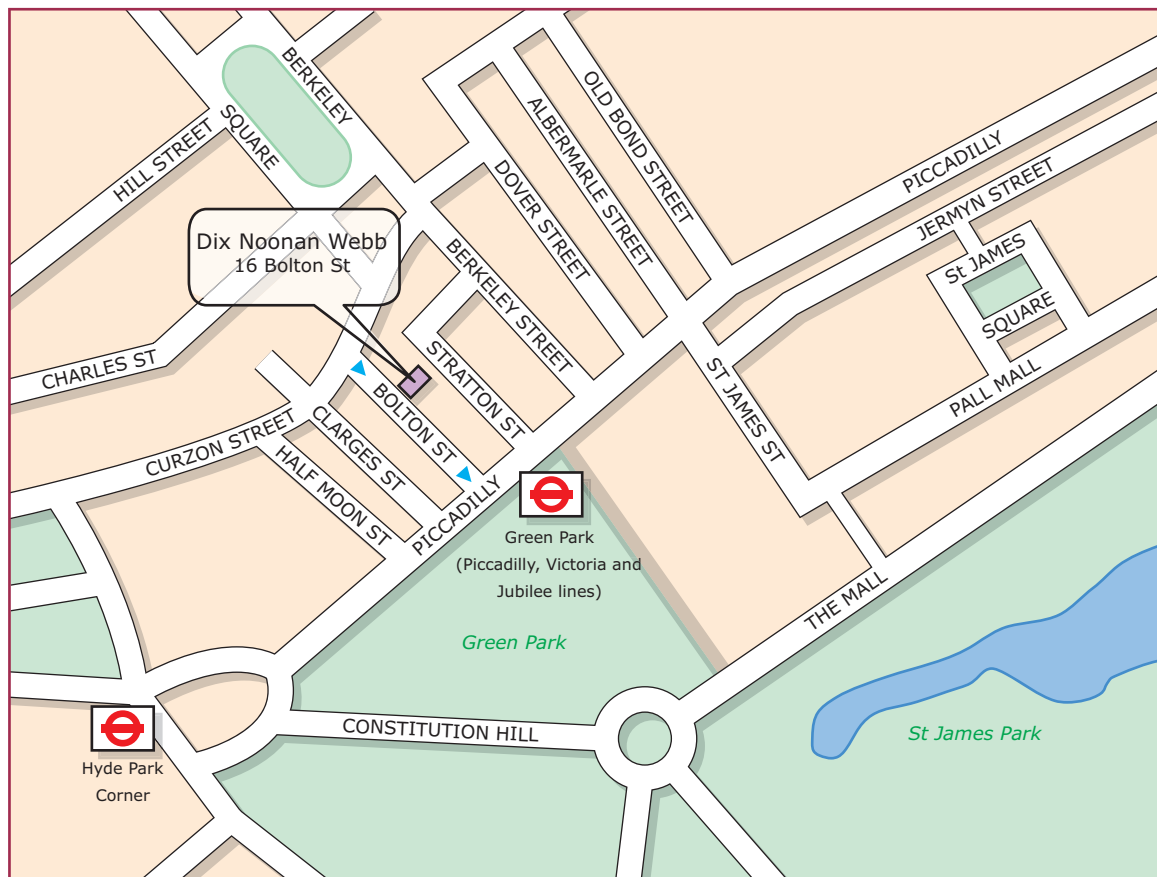 BERKELEY
SQUARE
HILL STREET
OLD BOND STREET
ALBERMARLE STREET
DOVER STREET
PICCADILLY
JERMYN STREET
Dix Noonan Webb
16 Bolton St
BERKELEY STREET
St JAMES
SQUARE
CHARLES ST
STRATTON ST
BOLTON ST
CLARGES ST
HALF MOON ST
CURZON STREET
ST JAMES ST
PALL MALL
PICCADILLY
Green Park
(Piccadilly, Victoria and
Jubilee lines)
THE MALL
Green Park
CONSTITUTION HILL
St James Park
Hyde Park
Corner